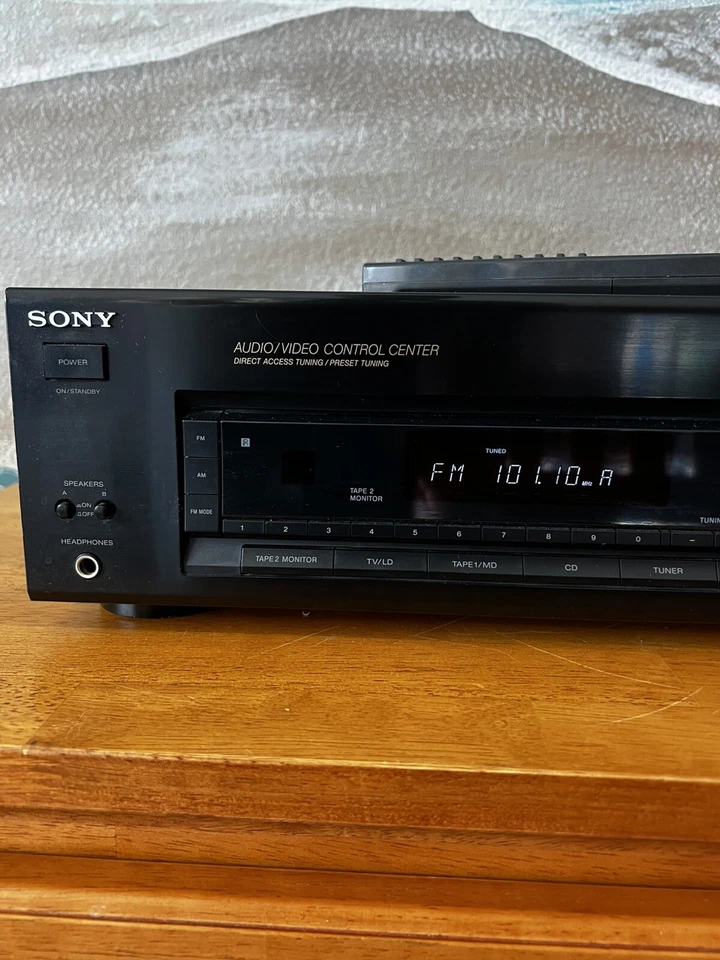 SONY
AUDIO/VIDEO CONTROL CENTER
DIRECT ACCESS TUNING / PRESET TUNING
POWER
ON/STANDBY
FM
AM
FM MODE
TUNED
FM 101.10 MHz A
TAPE 2
MONITOR
SPEAKERS
A B
ON
OFF
HEADPHONES
1 2 3 4 5 6 7 8 9 0 –
TAPE 2 MONITOR TV/LD TAPE1/MD CD TUNER